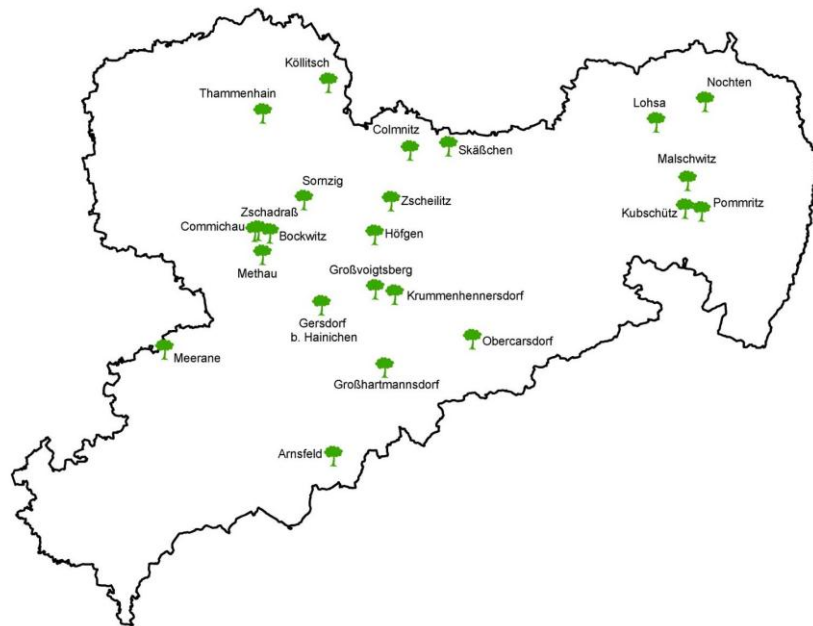 Köllitsch
Nochten
Thammenhain
Lohsa
Colmnitz
Skäßchen
Malschwitz
Sornzig
Zscheilitz
Pommritz
Kubschütz
Zschadraß
Commichau
Bockwitz
Höfgen
Methau
Großvoigtsberg
Krummenhennersdorf
Gersdorf
b. Hainichen
Obercarsdorf
Meerane
Großhartmannsdorf
Arnsfeld